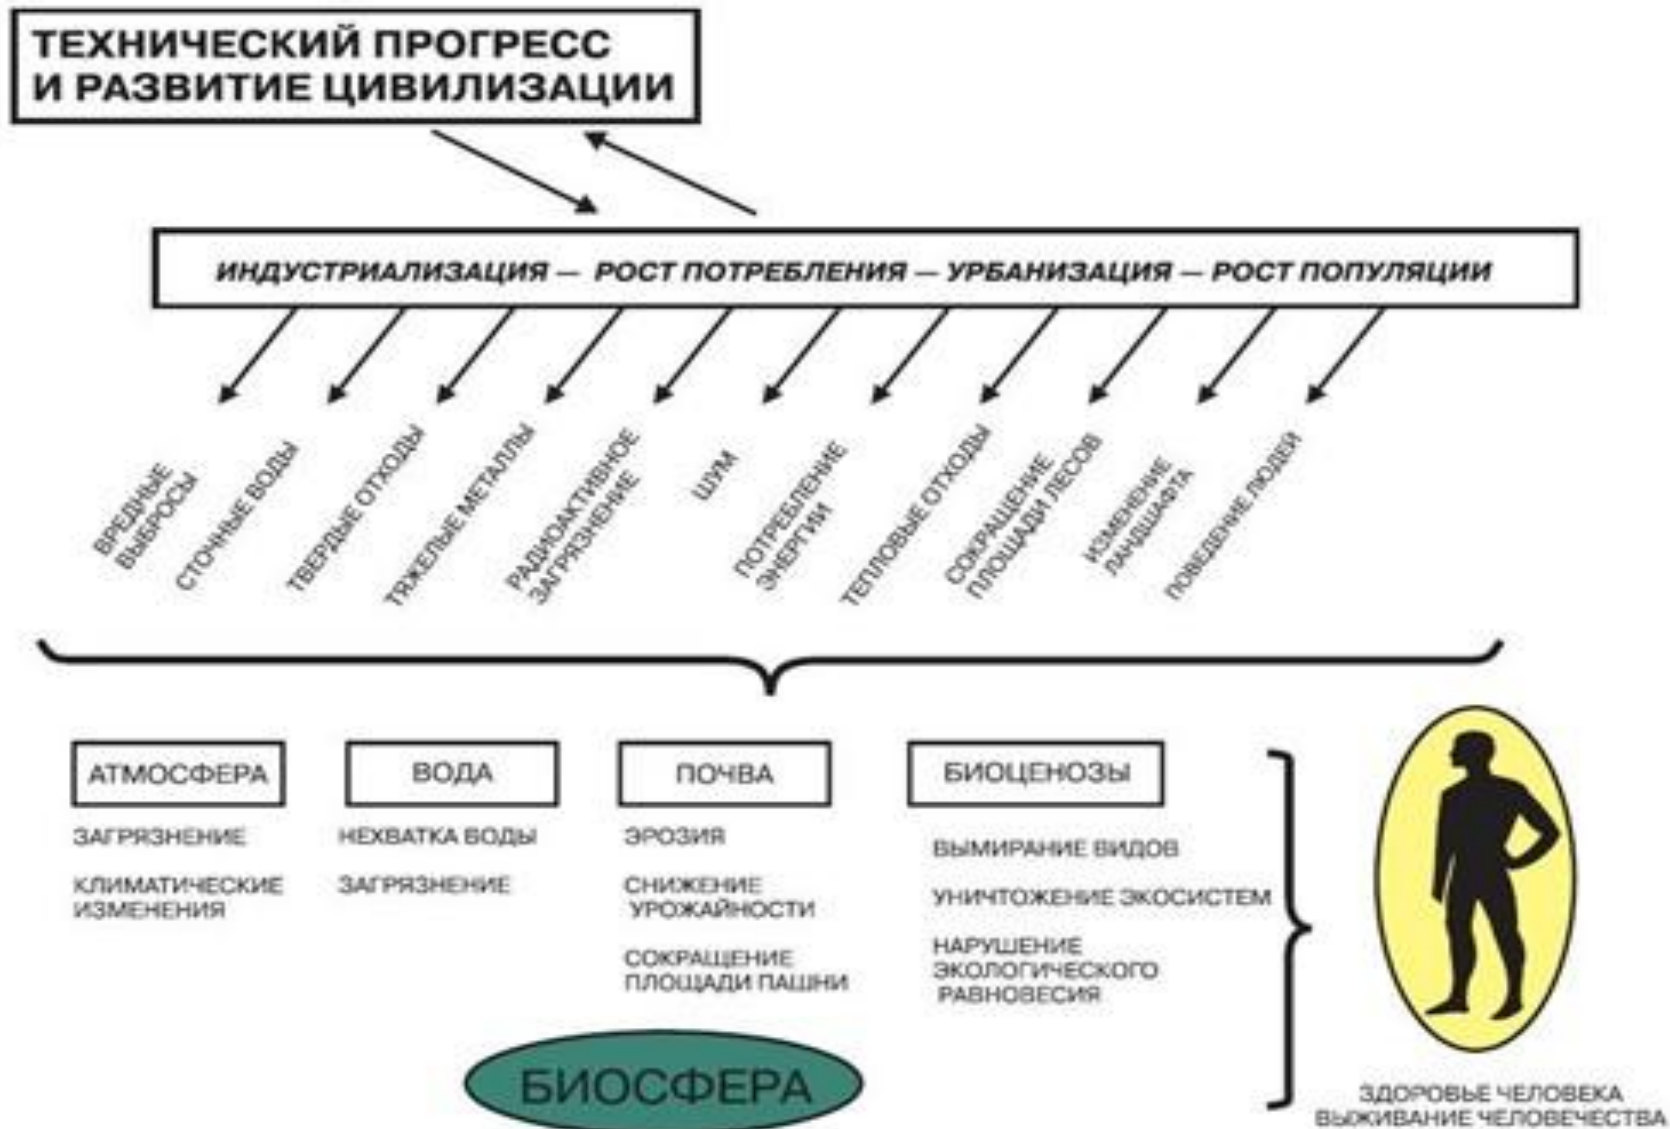 ТЕХНИЧЕСКИЙ ПРОГРЕСС
И РАЗВИТИЕ ЦИВИЛИЗАЦИИ
ИНДУСТРИАЛИЗАЦИЯ — РОСТ ПОТРЕБЛЕНИЯ — УРБАНИЗАЦИЯ — РОСТ ПОПУЛЯЦИИ
ВРЕДНЫЕ
ВЫБРОСЫ
СТОЧНЫЕ ВОДЫ
ТВЕРДЫЕ ОТХОДЫ
ТЯЖЕЛЫЕ МЕТАЛЛЫ
РАДИОАКТИВНОЕ
ЗАГРЯЗНЕНИЕ
ШУМ
ПОТРЕБЛЕНИЕ
ЭНЕРГИИ
ТЕПЛОВЫЕ ОТХОДЫ
СОКРАЩЕНИЕ
ПЛОЩАДИ ЛЕСОВ
ИЗМЕНЕНИЕ
ЛАНДШАФТА
ПОВЕДЕНИЕ ЛЮДЕЙ
АТМОСФЕРА
ЗАГРЯЗНЕНИЕ
КЛИМАТИЧЕСКИЕ
ИЗМЕНЕНИЯ
ВОДА
НЕХВАТКА ВОДЫ
ЗАГРЯЗНЕНИЕ
ПОЧВА
ЭРОЗИЯ
СНИЖЕНИЕ
УРОЖАЙНОСТИ
СОКРАЩЕНИЕ
ПЛОЩАДИ ПАШНИ
БИОЦЕНОЗЫ
ВЫМИРАНИЕ ВИДОВ
УНИЧТОЖЕНИЕ ЭКОСИСТЕМ
НАРУШЕНИЕ
ЭКОЛОГИЧЕСКОГО
РАВНОВЕСИЯ
БИОСФЕРА
ЗДОРОВЬЕ ЧЕЛОВЕКА
ВЫЖИВАНИЕ ЧЕЛОВЕЧЕСТВА